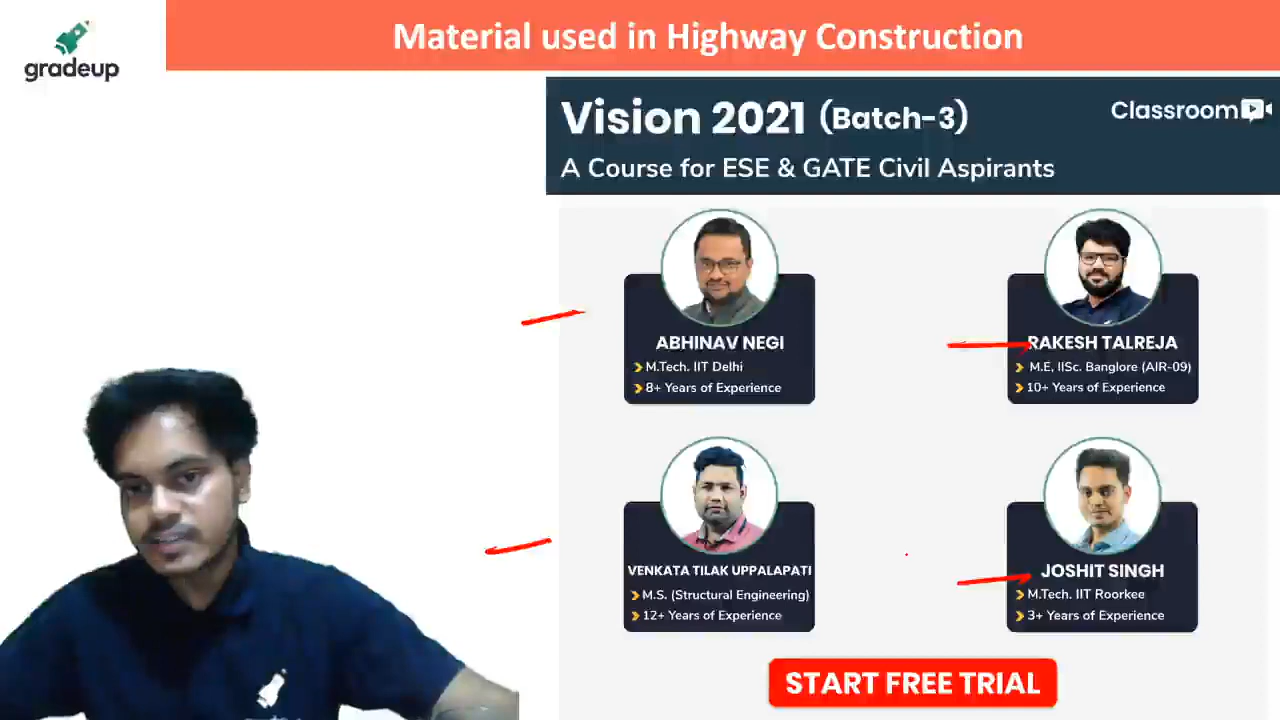 Material used in Highway Construction
gradeup
Vision 2021 (Batch-3)
Classroom
A Course for ESE & GATE Civil Aspirants
ABHINAV NEGI
M.Tech. IIT Delhi
8+ Years of Experience
RAKESH TALREJA
M.E, IISc. Banglore (AIR-09)
10+ Years of Experience
VENKATA TILAK UPPALAPATI
M.S. (Structural Engineering)
12+ Years of Experience
JOSHIT SINGH
M.Tech. IIT Roorkee
3+ Years of Experience
START FREE TRIAL